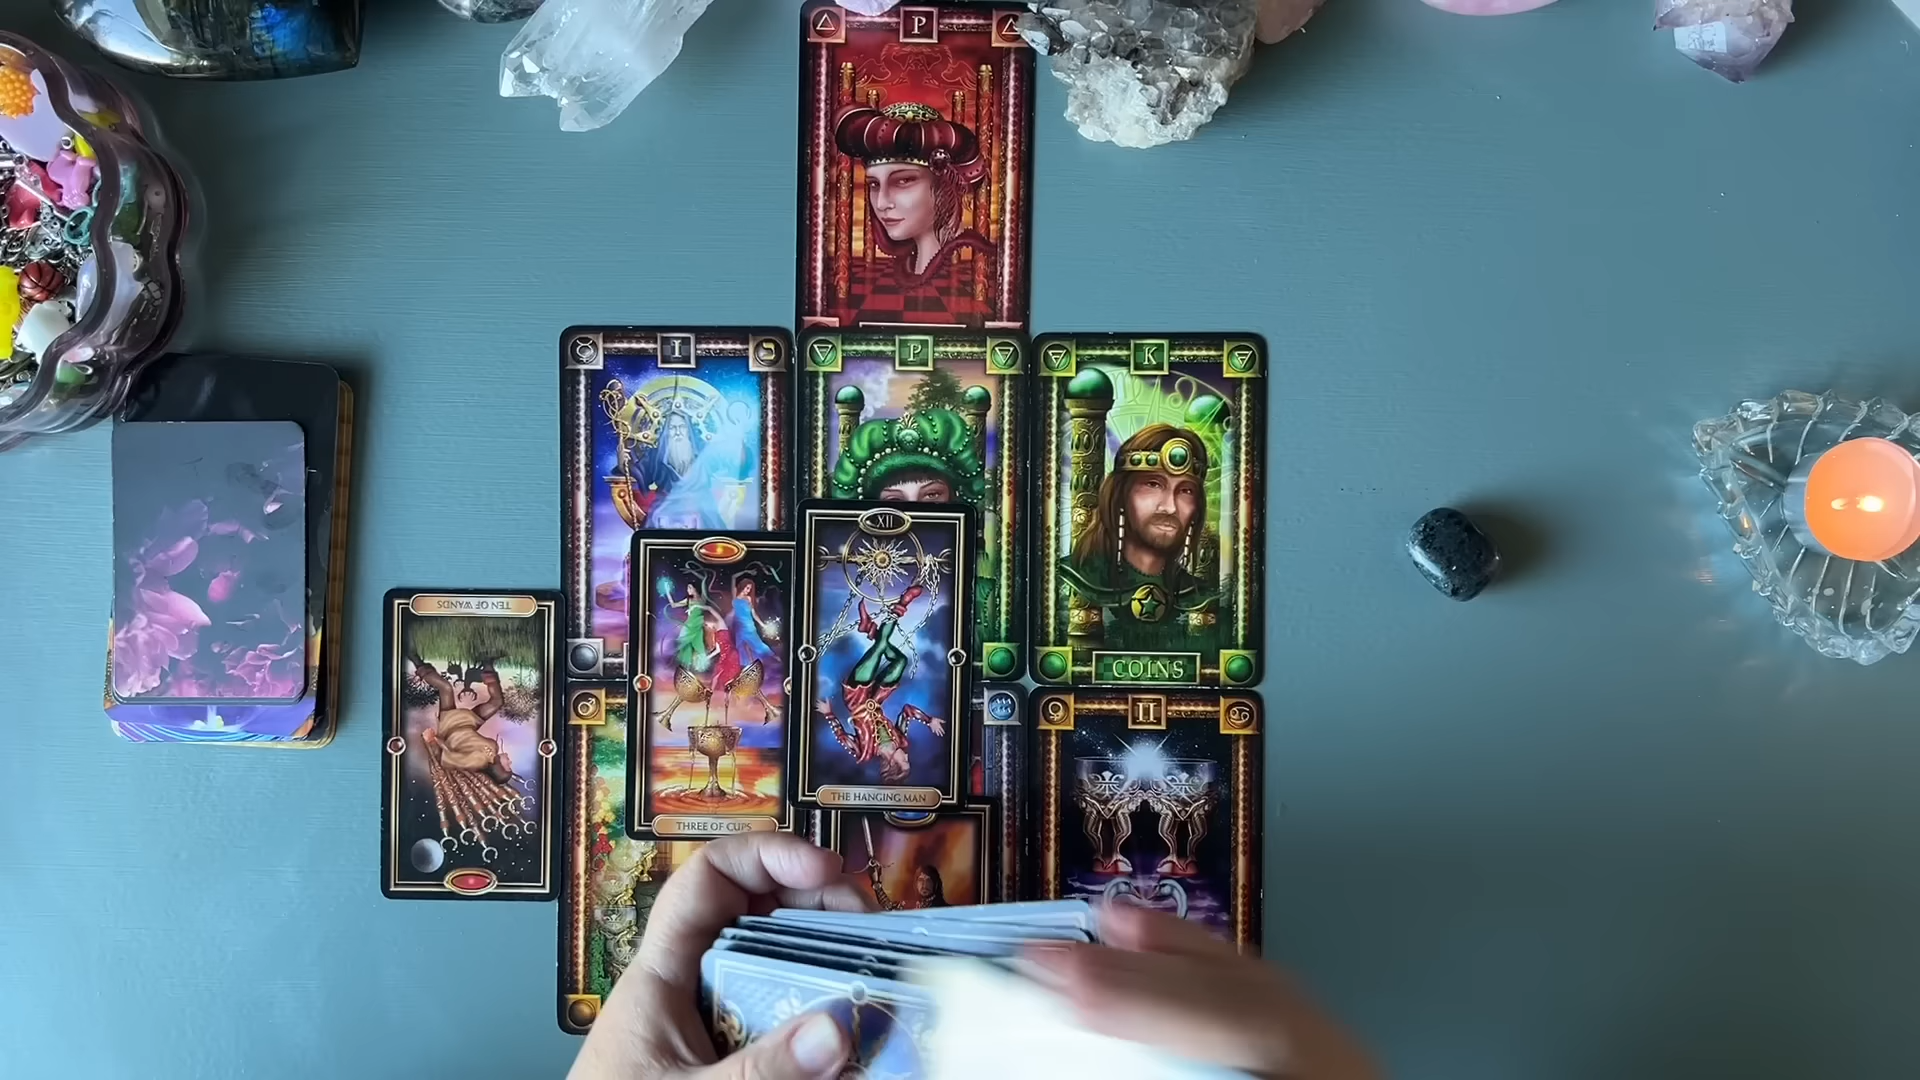 P
I
P
K
XII
TEN OF WANDS
COINS
II
THE HANGING MAN
THREE OF CUPS